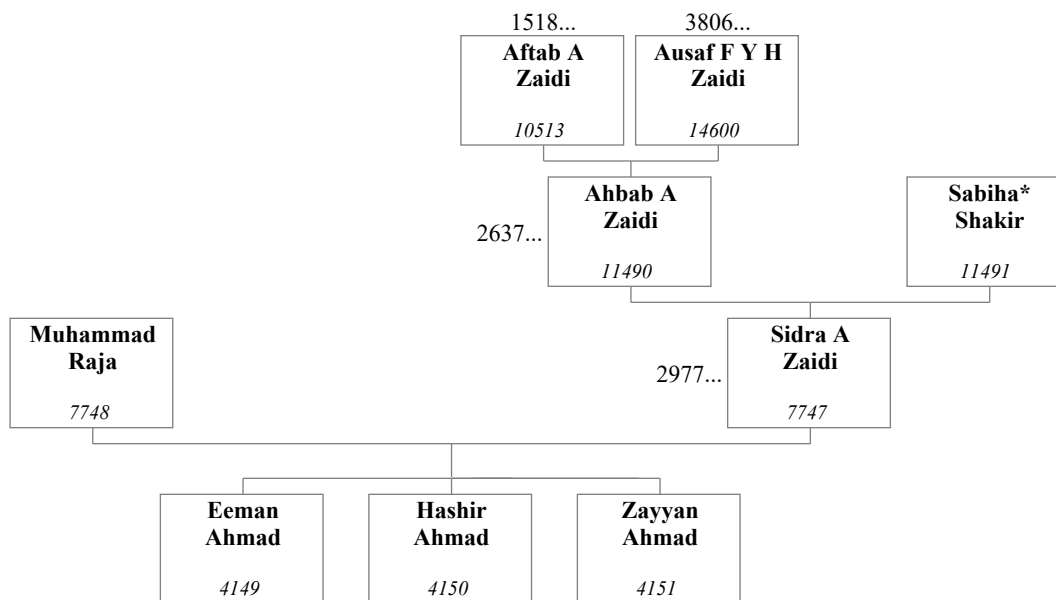 1518...
3806...
Aftab A
Zaidi
10513
Ausaf F Y H
Zaidi
14600
2637...
Ahbab A
Zaidi
11490
Sabiha*
Shakir
11491
Muhammad
Raja
7748
2977...
Sidra A
Zaidi
7747
Eeman
Ahmad
4149
Hashir
Ahmad
4150
Zayyan
Ahmad
4151